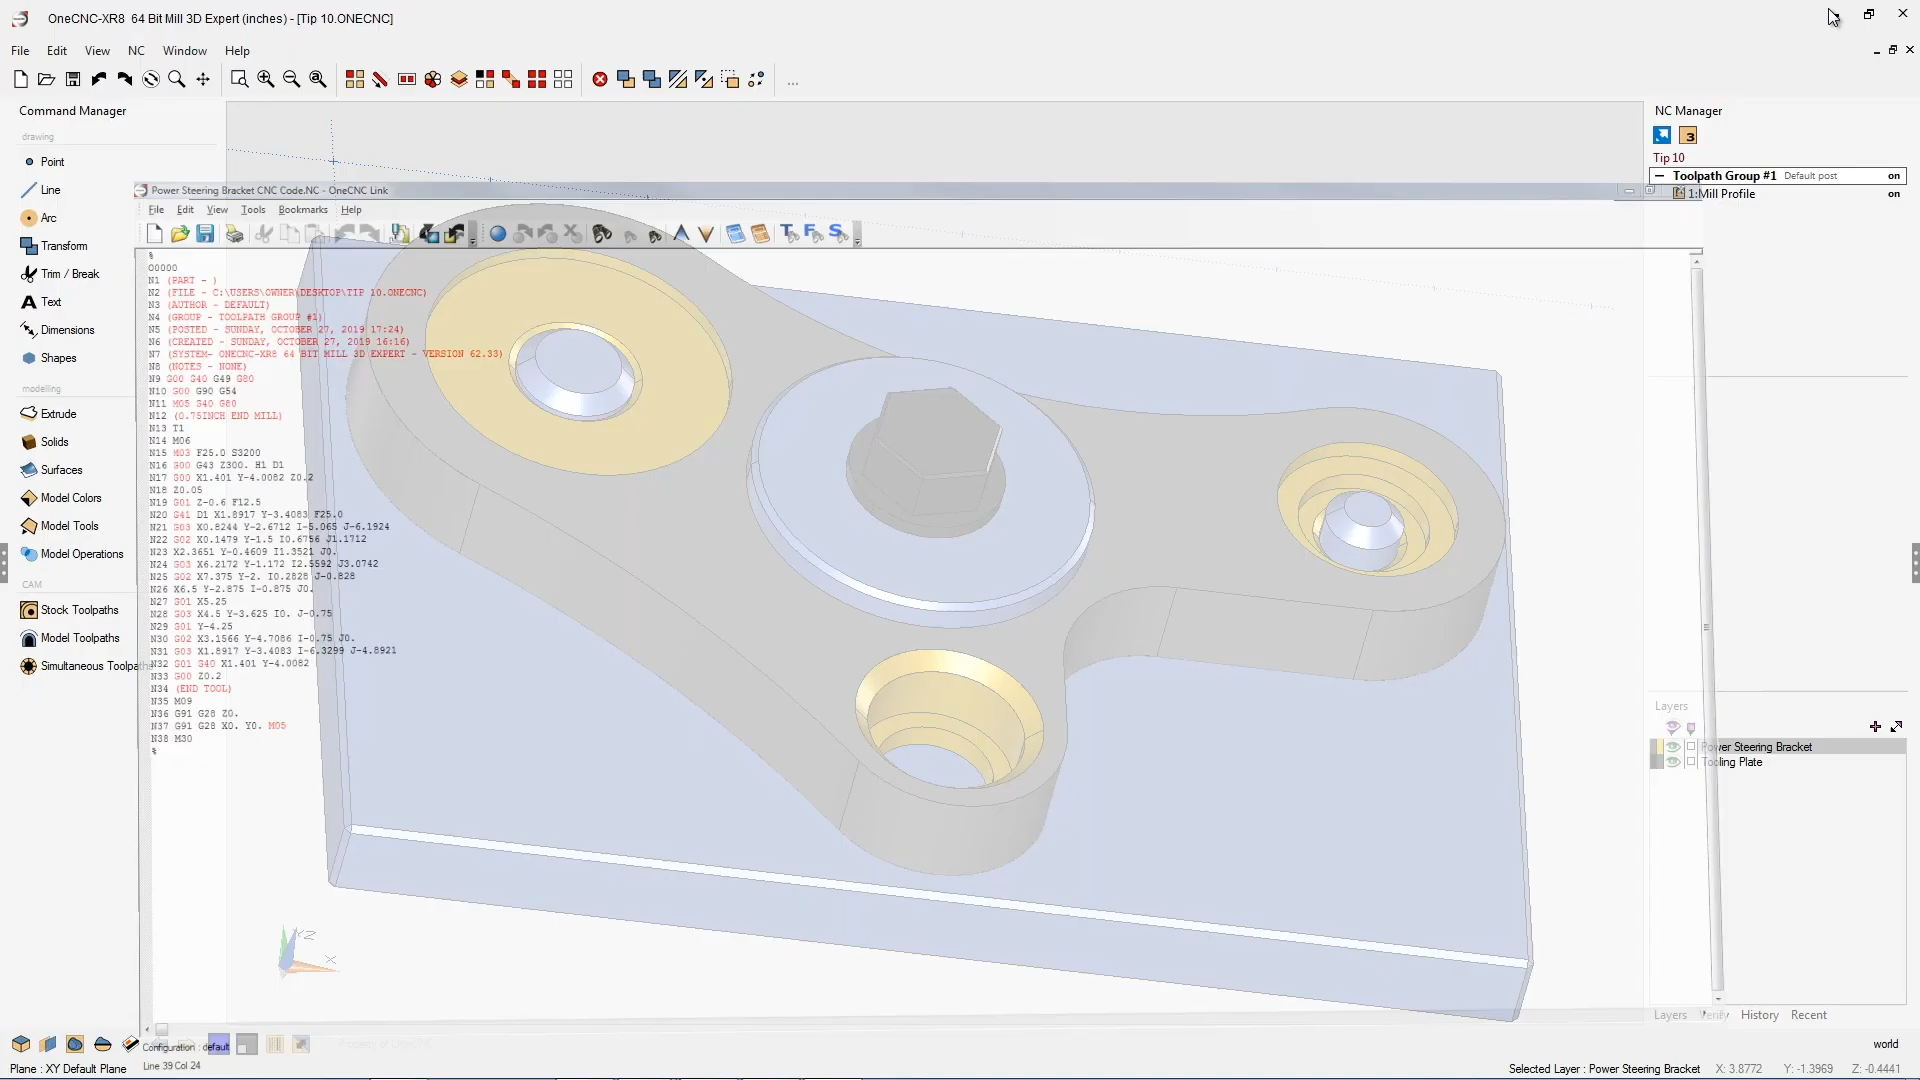 OneCNC-XR8 64 Bit Mill 3D Expert (inches) - [Tip 10.ONECNC]
File Edit View NC Window Help
Command Manager
drawing
Point
Line
Arc
Transform
Trim / Break
Text
Dimensions
Shapes
modelling
Extrude
Solids
Surfaces
Model Colors
Model Tools
Model Operations
CAM
Stock Toolpaths
Model Toolpaths
Simultaneous Toolpaths
Power Steering Bracket CNC Code.NC - OneCNC Link
File Edit View Tools Bookmarks Help
%
O0000
N1 (PART - )
N2 (FILE - C:\USERS\OWNER\DESKTOP\TIP 10.ONECNC)
N3 (AUTHOR - DEFAULT)
N4 (GROUP - TOOLPATH GROUP #1)
N5 (POSTED - SUNDAY, OCTOBER 27, 2019 17:24)
N6 (CREATED - SUNDAY, OCTOBER 27, 2019 16:16)
N7 (SYSTEM- ONECNC-XR8 64 BIT MILL 3D EXPERT - VERSION 62.33)
N8 (NOTES - NONE)
N9 G00 G40 G49 G80
N10 G00 G90 G54
N11 M05 G40 G80
N12 (0.75INCH END MILL)
N13 T1
N14 M06
N15 M03 F25.0 S3200
N16 G00 G43 Z300. H1 D1
N17 G00 X1.401 Y-4.0082 Z0.2
N18 Z0.05
N19 G01 Z-0.6 F12.5
N20 G41 D1 X1.8917 Y-3.4083 F25.0
N21 G03 X0.8244 Y-2.6712 I-5.065 J-6.1924
N22 G02 X0.1479 Y-1.5 I0.6756 J1.1712
N23 X2.3651 Y-0.4609 I1.3521 J0.
N24 G03 X6.2172 Y-1.172 I2.5592 J3.0742
N25 G02 X7.375 Y-2. I0.2828 J-0.828
N26 X6.5 Y-2.875 I-0.875 J0.
N27 G01 X5.25
N28 G03 X4.5 Y-3.625 I0. J-0.75
N29 G01 Y-4.25
N30 G02 X3.1566 Y-4.7086 I-0.75 J0.
N31 G03 X1.8917 Y-3.4083 I-6.3299 J-4.8921
N32 G01 G40 X1.401 Y-4.0082
N33 G00 Z0.2
N34 (END TOOL)
N35 M09
N36 G91 G28 Z0.
N37 G91 G28 X0. Y0. M05
N38 M30
%
NC Manager
Tip 10
Toolpath Group #1 Default post on
1:Mill Profile on
Layers
Power Steering Bracket
Tooling Plate
Layers Verify History Recent
Configuration : default
world
Plane : XY Default Plane
Line 39 Col 24
Selected Layer : Power Steering Bracket X: 3.8772 Y: -1.3969 Z: -0.4441